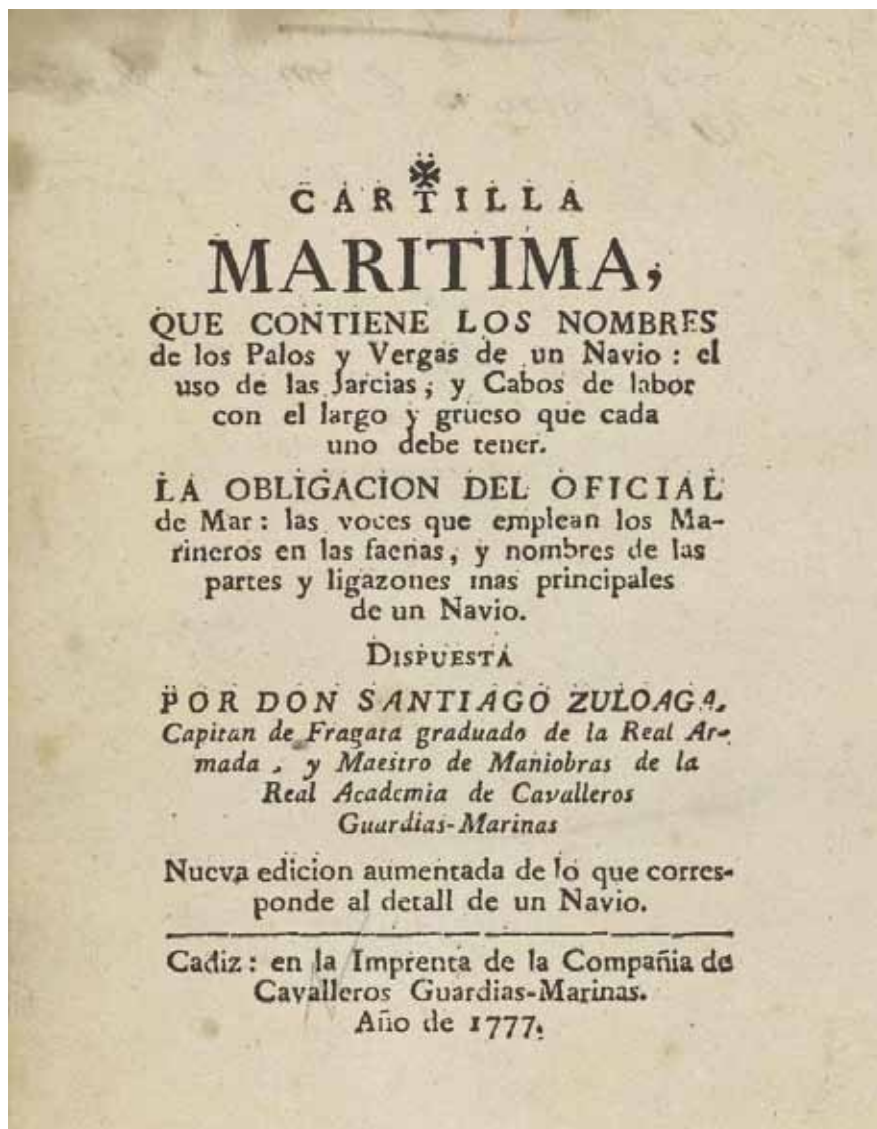 CARTILLA
MARITIMA,
QUE CONTIENE LOS NOMBRES
de los Palos y Vergas de un Navio : el
uso de las Jarcias, y Cabos de labor
con el largo y grueso que cada
uno debe tener.
LA OBLIGACION DEL OFICIAL
de Mar : las voces que emplean los Ma-
rineros en las faenas, y nombres de las
partes y ligazones mas principales
de un Navio.
DISPUESTA
POR DON SANTIAGO ZULOAGA.
Capitan de Fragata graduado de la Real Ar-
mada, y Maestro de Maniobras de la
Real Academia de Cavalleros
Guardias-Marinas
Nueva edicion aumentada de lo que corres-
ponde al detall de un Navio.
Cadiz : en la Imprenta de la Compañia de
Cavalleros Guardias-Marinas.
Año de 1777.